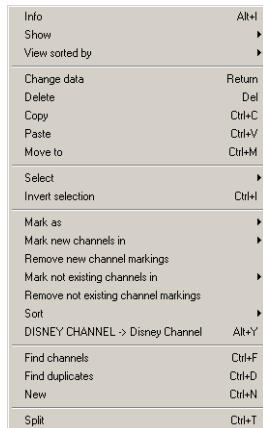 Info Alt+I
Show
View sorted by
Change data Return
Delete Del
Copy Ctrl+C
Paste Ctrl+V
Move to Ctrl+M
Select
Invert selection Ctrl+I
Mark as
Mark new channels in
Remove new channel markings
Mark not existing channels in
Remove not existing channel markings
Sort
DISNEY CHANNEL -> Disney Channel Alt+Y
Find channels Ctrl+F
Find duplicates Ctrl+D
New Ctrl+N
Split Ctrl+T